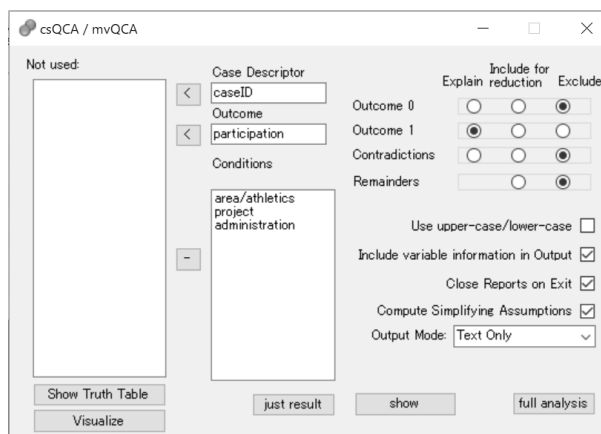 csQCA / mvQCA
Not used:
Case Descriptor
<
caseID
Outcome
<
participation
Conditions
area/athletics
project
administration
-
Explain
Include for
reduction
Exclude
Outcome 0
Outcome 1
Contradictions
Remainders
Use upper-case/lower-case
Include variable information in Output
Close Reports on Exit
Compute Simplifying Assumptions
Output Mode: Text Only
Show Truth Table
Visualize
just result
show
full analysis